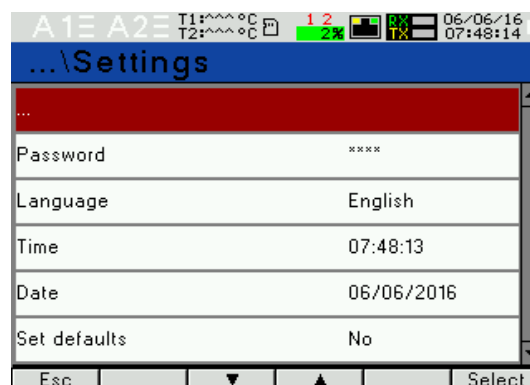 A1 A2 T1:^^^°C 1 2 RX 06/06/16
T2:^^^°C 2% TX 07:48:14
...\Settings
...
Password ****
Language English
Time 07:48:13
Date 06/06/2016
Set defaults No
Esc ▼ ▲ Select